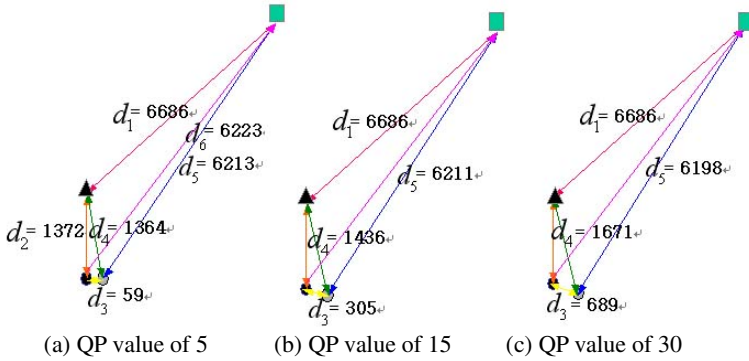 d1= 6686
d6= 6223
d5= 6213
d2= 1372
d4= 1364
d3= 59
(a) QP value of 5
d1= 6686
d5= 6211
d4= 1436
d3= 305
(b) QP value of 15
d1= 6686
d5= 6198
d4= 1671
d3= 689
(c) QP value of 30